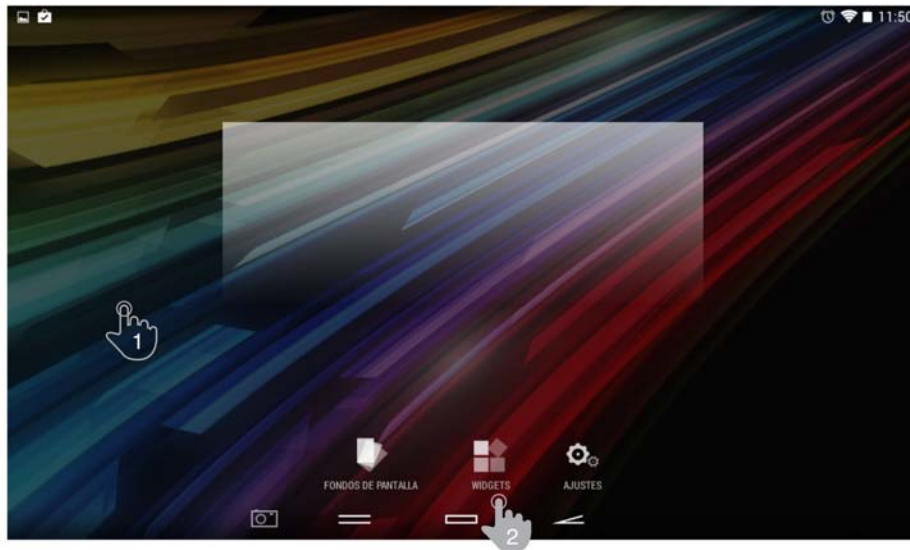 11:50
1
FONDOS DE PANTALLA
WIDGETS
AJUSTES
2